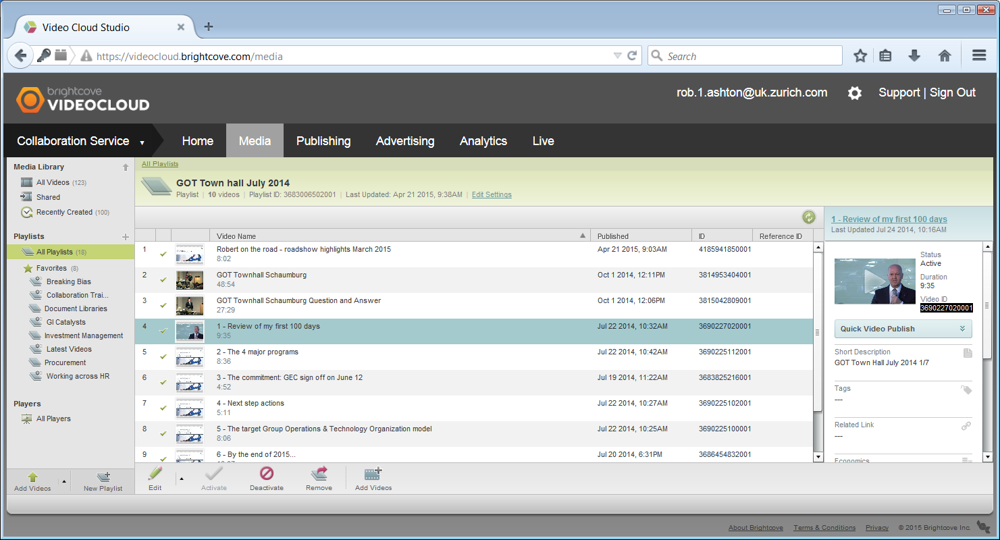 Video Cloud Studio
https://videocloud.brightcove.com/media
Search
brightcove
VIDEOCLOUD
rob.1.ashton@uk.zurich.com
Support | Sign Out
Collaboration Service
Home
Media
Publishing
Advertising
Analytics
Live
Media Library
All Videos (123)
Shared
Recently Created (100)
Playlists
All Playlists (18)
Favorites (8)
Breaking Bias
Collaboration Trai...
Document Libraries
GI Catalysts
Investment Management
Latest Videos
Procurement
Working across HR
Players
All Players
Add Videos
New Playlist
All Playlists
GOT Town hall July 2014
Playlist | 10 videos | Playlist ID: 3683006502001 | Last Updated: Apr 21 2015, 9:38AM | Edit Settings
Video Name Published ID Reference ID
1 Robert on the road - roadshow highlights March 2015 Apr 21 2015, 9:03AM 4185941850001
8:02
2 GOT Townhall Schaumburg Oct 1 2014, 12:11PM 3814953404001
48:54
3 GOT Townhall Schaumburg Question and Answer Oct 1 2014, 12:06PM 3815042809001
27:29
4 1 - Review of my first 100 days Jul 22 2014, 10:32AM 3690227020001
9:35
5 2 - The 4 major programs Jul 22 2014, 10:42AM 3690225112001
8:36
6 3 - The commitment: GEC sign off on June 12 Jul 19 2014, 11:22AM 3683825216001
4:52
7 4 - Next step actions Jul 22 2014, 10:27AM 3690225102001
5:11
8 5 - The target Group Operations & Technology Organization model Jul 22 2014, 10:25AM 3690225100001
8:06
9 6 - By the end of 2015... Jul 20 2014, 6:31PM 3686454832001
Edit
Activate
Deactivate
Remove
Add Videos
1 - Review of my first 100 days
Last Updated Jul 24 2014, 10:16AM
Status
Active
Duration
9:35
Video ID
3690227020001
Quick Video Publish
Short Description
GOT Town Hall July 2014 1/7
Tags
---
Related Link
---
Economics
About Brightcove
Terms & Conditions
Privacy
© 2015 Brightcove Inc.